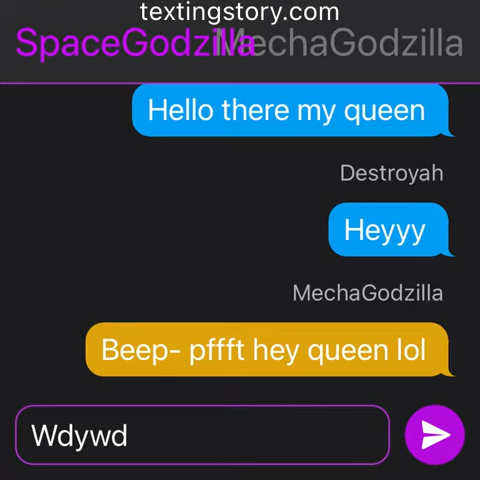 textingstory.com
SpaceGodzilla MechaGodzilla
Hello there my queen
Destroyah
Heyyy
MechaGodzilla
Beep- pffft hey queen lol
Wdywd